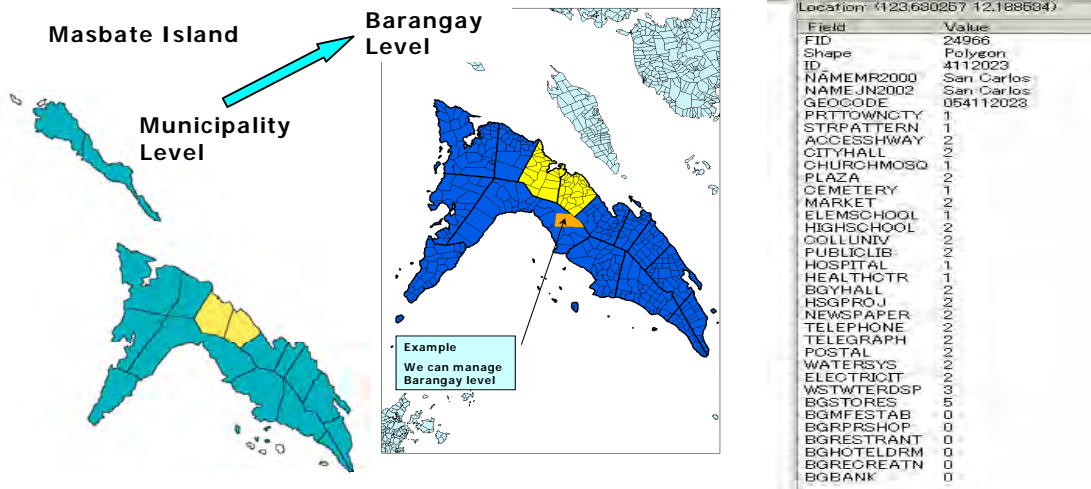 Masbate Island
Barangay
Level
Municipality
Level
Example
We can manage
Barangay level
Location: (123.680257 12.188584)
Field Value
FID 24966
Shape Polygon
ID_ 4112023
NAMEMR2000 San Carlos
NAMEJN2002 San Carlos
GEOCODE 054112023
PRTTOWNCTY 1
STRPATTERN 1
ACCESSHWAY 2
CITYHALL 2
CHURCHMOSQ 1
PLAZA 2
CEMETERY 1
MARKET 2
ELEMSCHOOL 1
HIGHSCHOOL 2
COLLUNIV 2
PUBLICLIB 2
HOSPITAL 1
HEALTHCTR 1
BGYHALL 2
HSGPROJ 2
NEWSPAPER 2
TELEPHONE 2
TELEGRAPH 2
POSTAL 2
WATERSYS 2
ELECTRICIT 2
WSTWTERDSP 3
BGSTORES 5
BGMFESTAB 0
BGRPRSHOP 0
BGRESTRANT 0
BGHOTELDRM 0
BGRECREATN 0
BGBANK 0